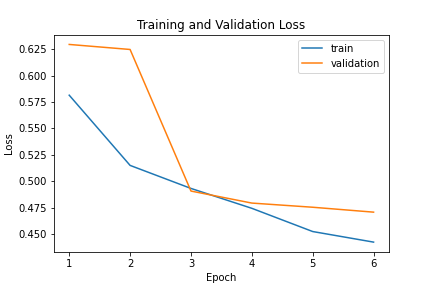 Training and Validation Loss
train
validation
Loss
0.625
0.600
0.575
0.550
0.525
0.500
0.475
0.450
1 2 3 4 5 6
Epoch